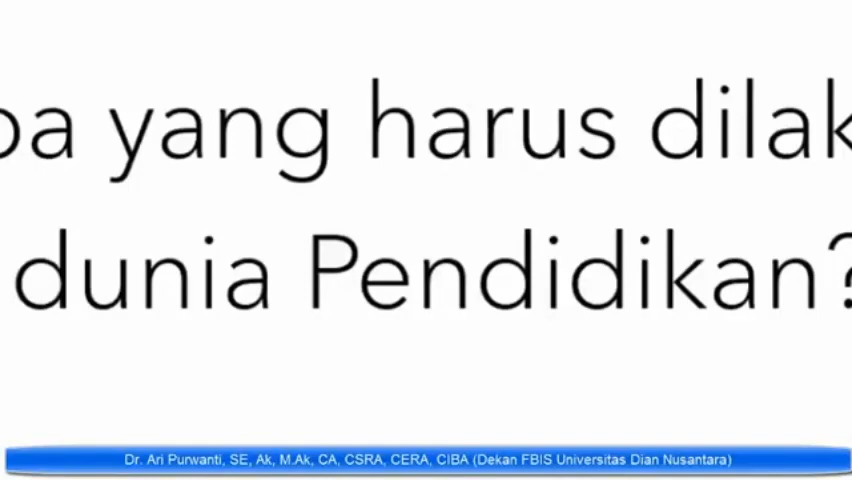 pa yang harus dilak
dunia Pendidikan?
Dr. Ari Purwanti, SE, Ak, M.Ak, CA, CSRA, CERA, CIBA (Dekan FBIS Universitas Dian Nusantara)